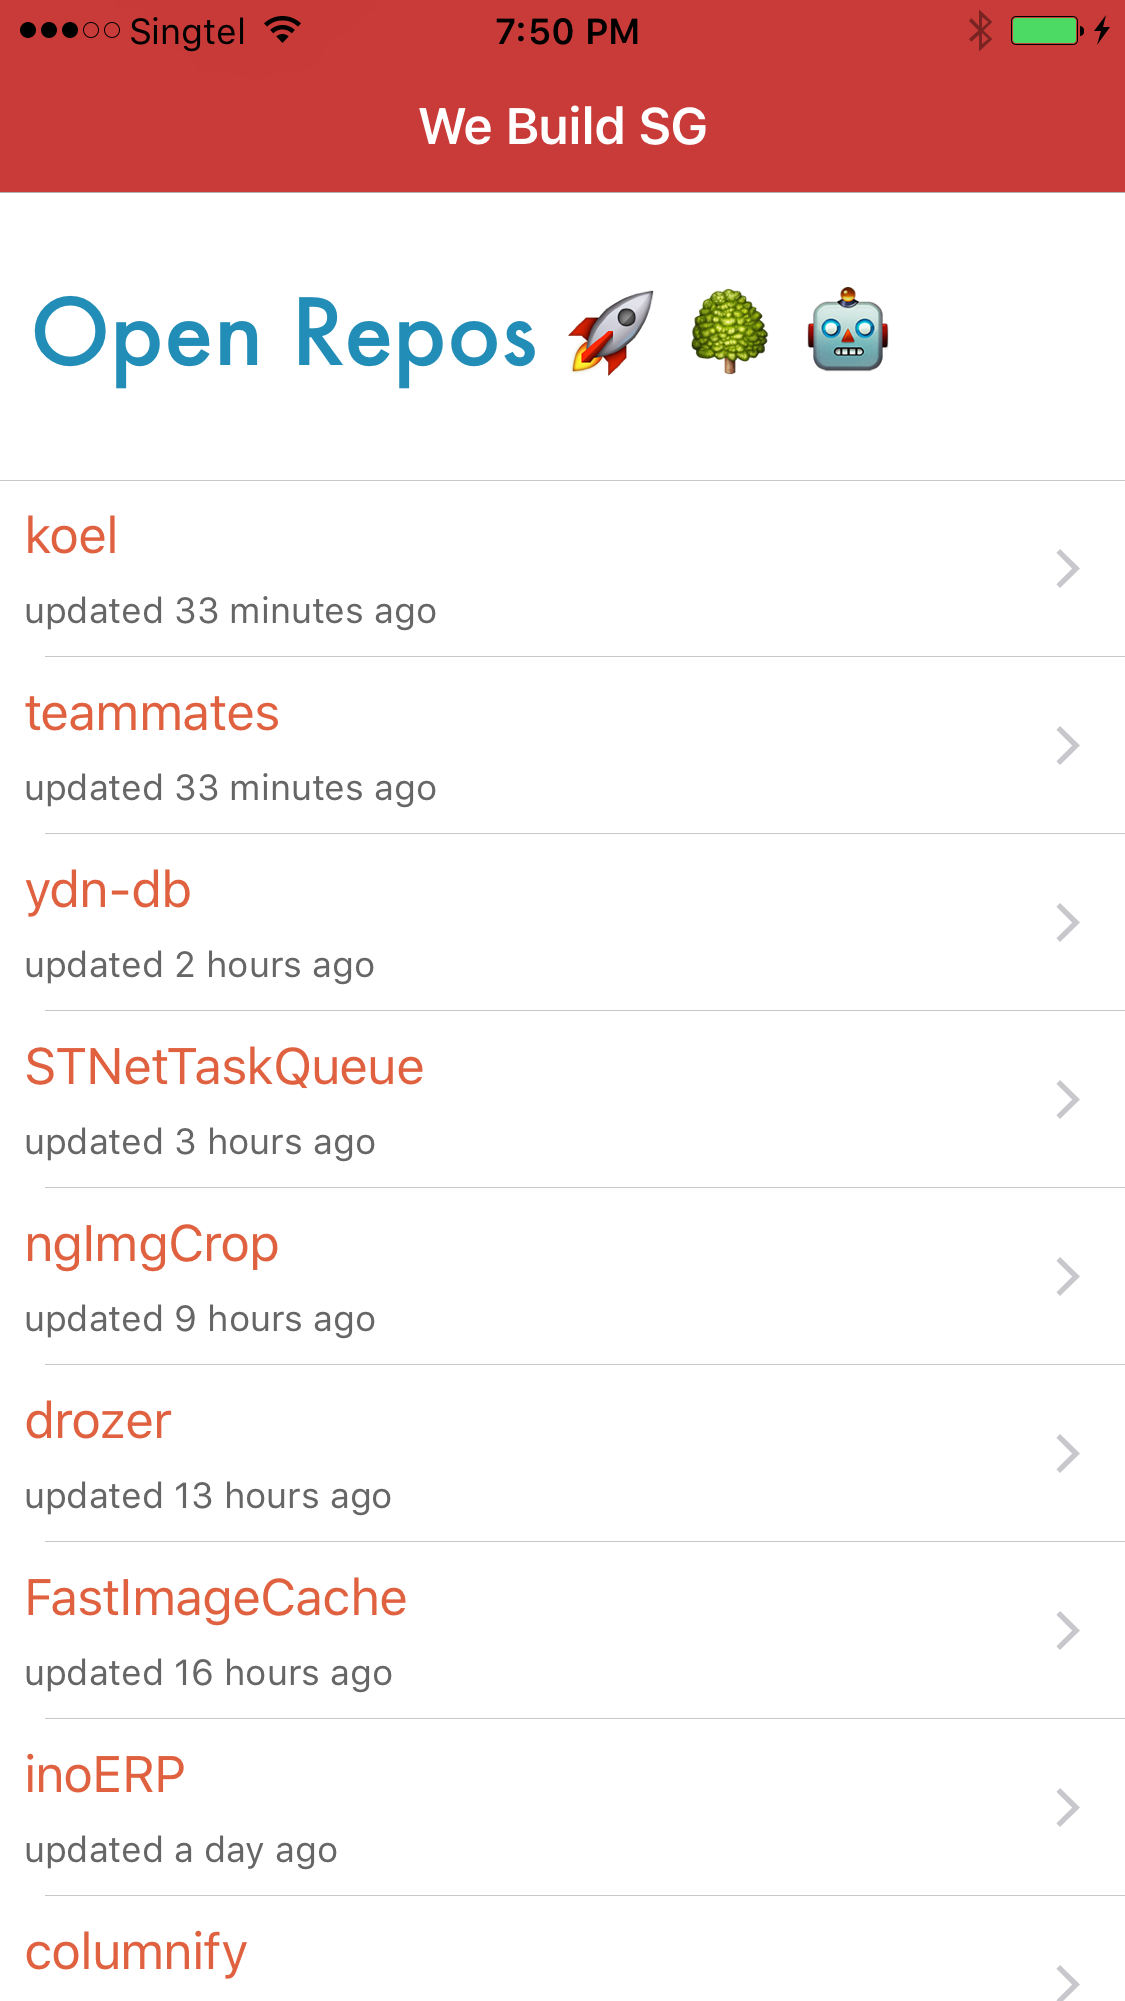 Singtel 7:50 PM
We Build SG
Open Repos 🚀 🌳 🤖
koel
updated 33 minutes ago
teammates
updated 33 minutes ago
ydn-db
updated 2 hours ago
STNetTaskQueue
updated 3 hours ago
ngImgCrop
updated 9 hours ago
drozer
updated 13 hours ago
FastImageCache
updated 16 hours ago
inoERP
updated a day ago
columnify